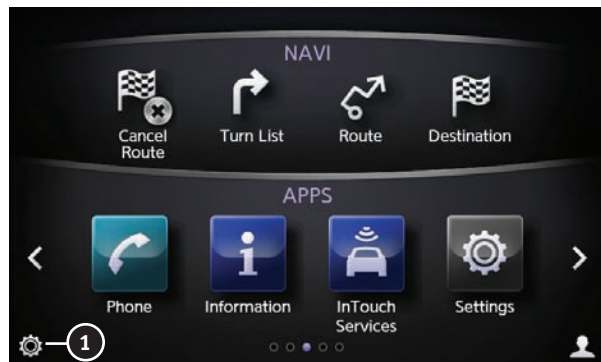 NAVI
Cancel
Route
Turn List
Route
Destination
APPS
Phone
Information
InTouch
Services
Settings
1